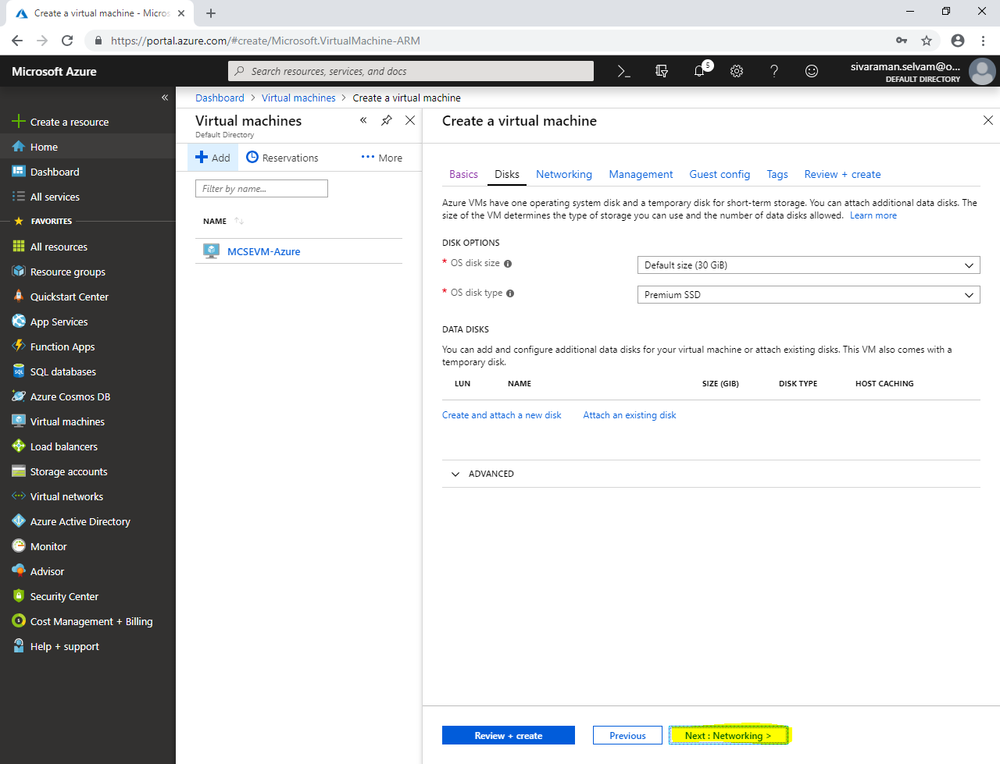 Create a virtual machine - Micros
https://portal.azure.com/#create/Microsoft.VirtualMachine-ARM
Microsoft Azure
Search resources, services, and docs
5
sivaraman.selvam@o...
DEFAULT DIRECTORY
Create a resource
Home
Dashboard
All services
FAVORITES
All resources
Resource groups
Quickstart Center
App Services
Function Apps
SQL databases
Azure Cosmos DB
Virtual machines
Load balancers
Storage accounts
Virtual networks
Azure Active Directory
Monitor
Advisor
Security Center
Cost Management + Billing
Help + support
Dashboard > Virtual machines > Create a virtual machine
Virtual machines
Default Directory
Add
Reservations
More
Filter by name...
NAME
MCSEVM-Azure
Create a virtual machine
Basics Disks Networking Management Guest config Tags Review + create
Azure VMs have one operating system disk and a temporary disk for short-term storage. You can attach additional data disks. The
size of the VM determines the type of storage you can use and the number of data disks allowed. Learn more
DISK OPTIONS
* OS disk size
Default size (30 GiB)
* OS disk type
Premium SSD
DATA DISKS
You can add and configure additional data disks for your virtual machine or attach existing disks. This VM also comes with a
temporary disk.
LUN NAME SIZE (GIB) DISK TYPE HOST CACHING
Create and attach a new disk Attach an existing disk
ADVANCED
Review + create Previous Next : Networking >